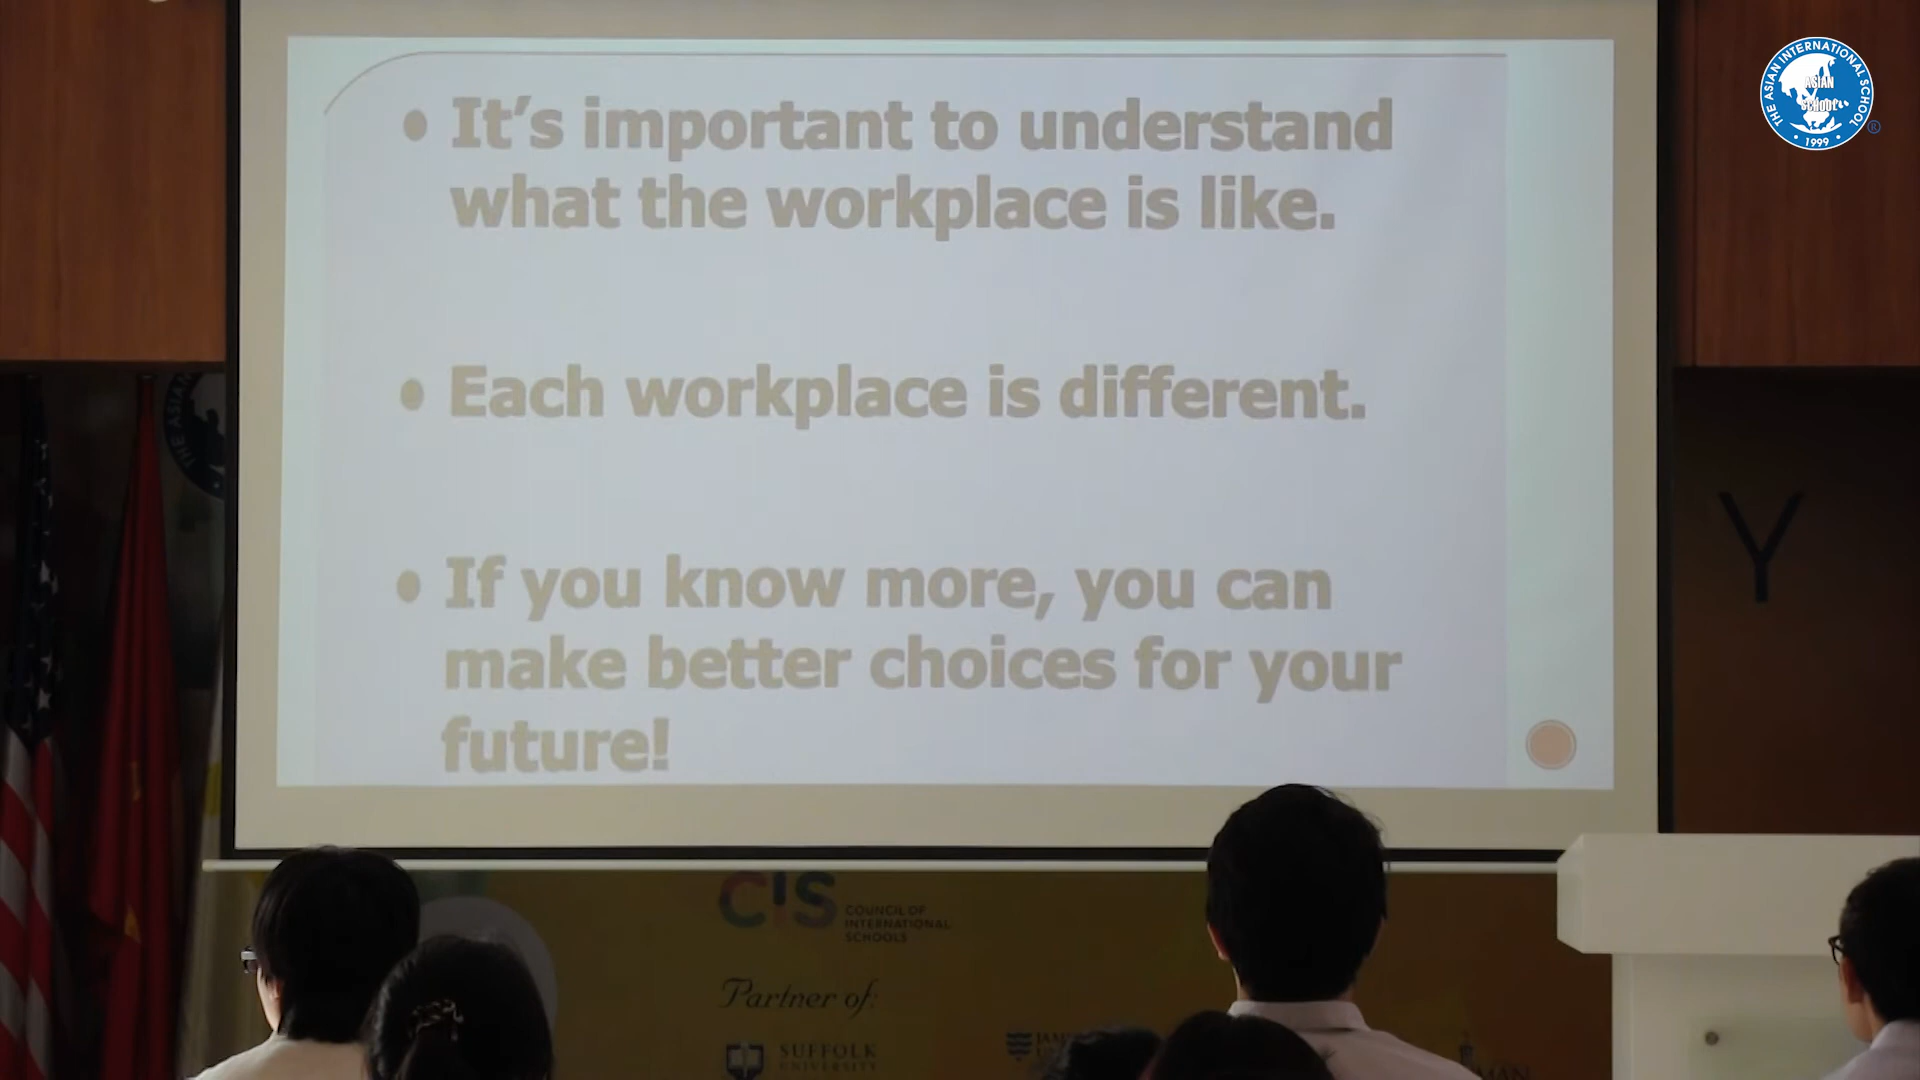 • It's important to understand
what the workplace is like.
• Each workplace is different.
• If you know more, you can
make better choices for your
future!
THE ASIAN INTERNATIONAL SCHOOL
ASIAN
SCHOOL
• 1999 •
®
THE ASIAN
Y
CIS
COUNCIL OF
INTERNATIONAL
SCHOOLS
Partner of:
SUFFOLK
UNIVERSITY